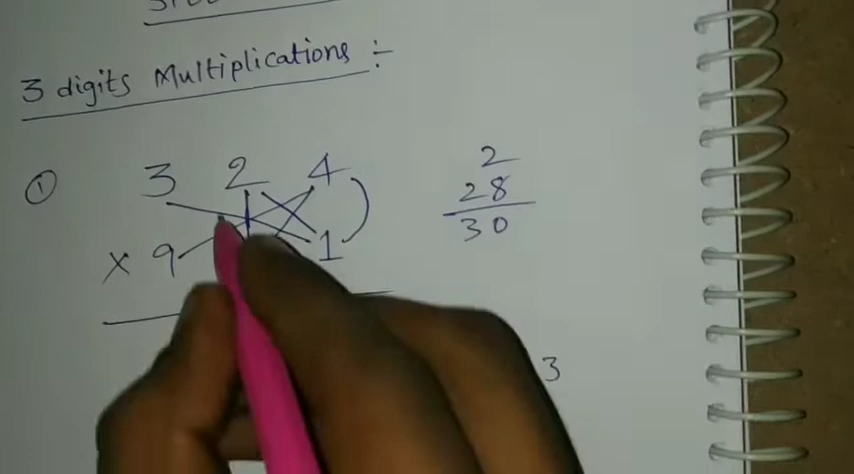 3 digits Multiplications :-
① 3 2 4
x 9 1
2
28
30
3